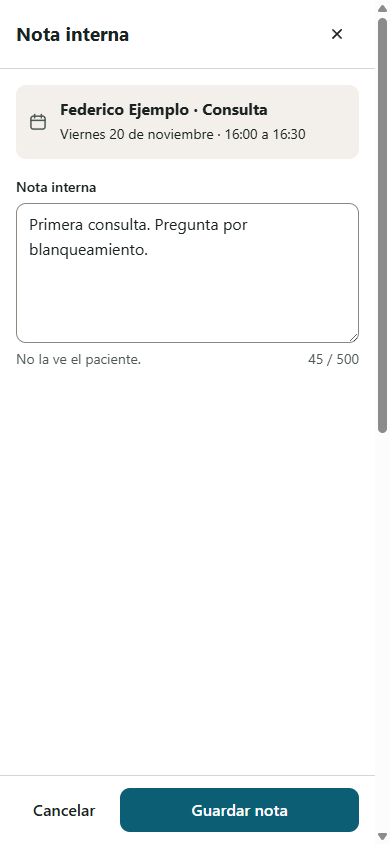 Nota interna
Federico Ejemplo · Consulta
Viernes 20 de noviembre · 16:00 a 16:30
Nota interna
Primera consulta. Pregunta por
blanqueamiento.
No la ve el paciente.
45 / 500
Cancelar
Guardar nota